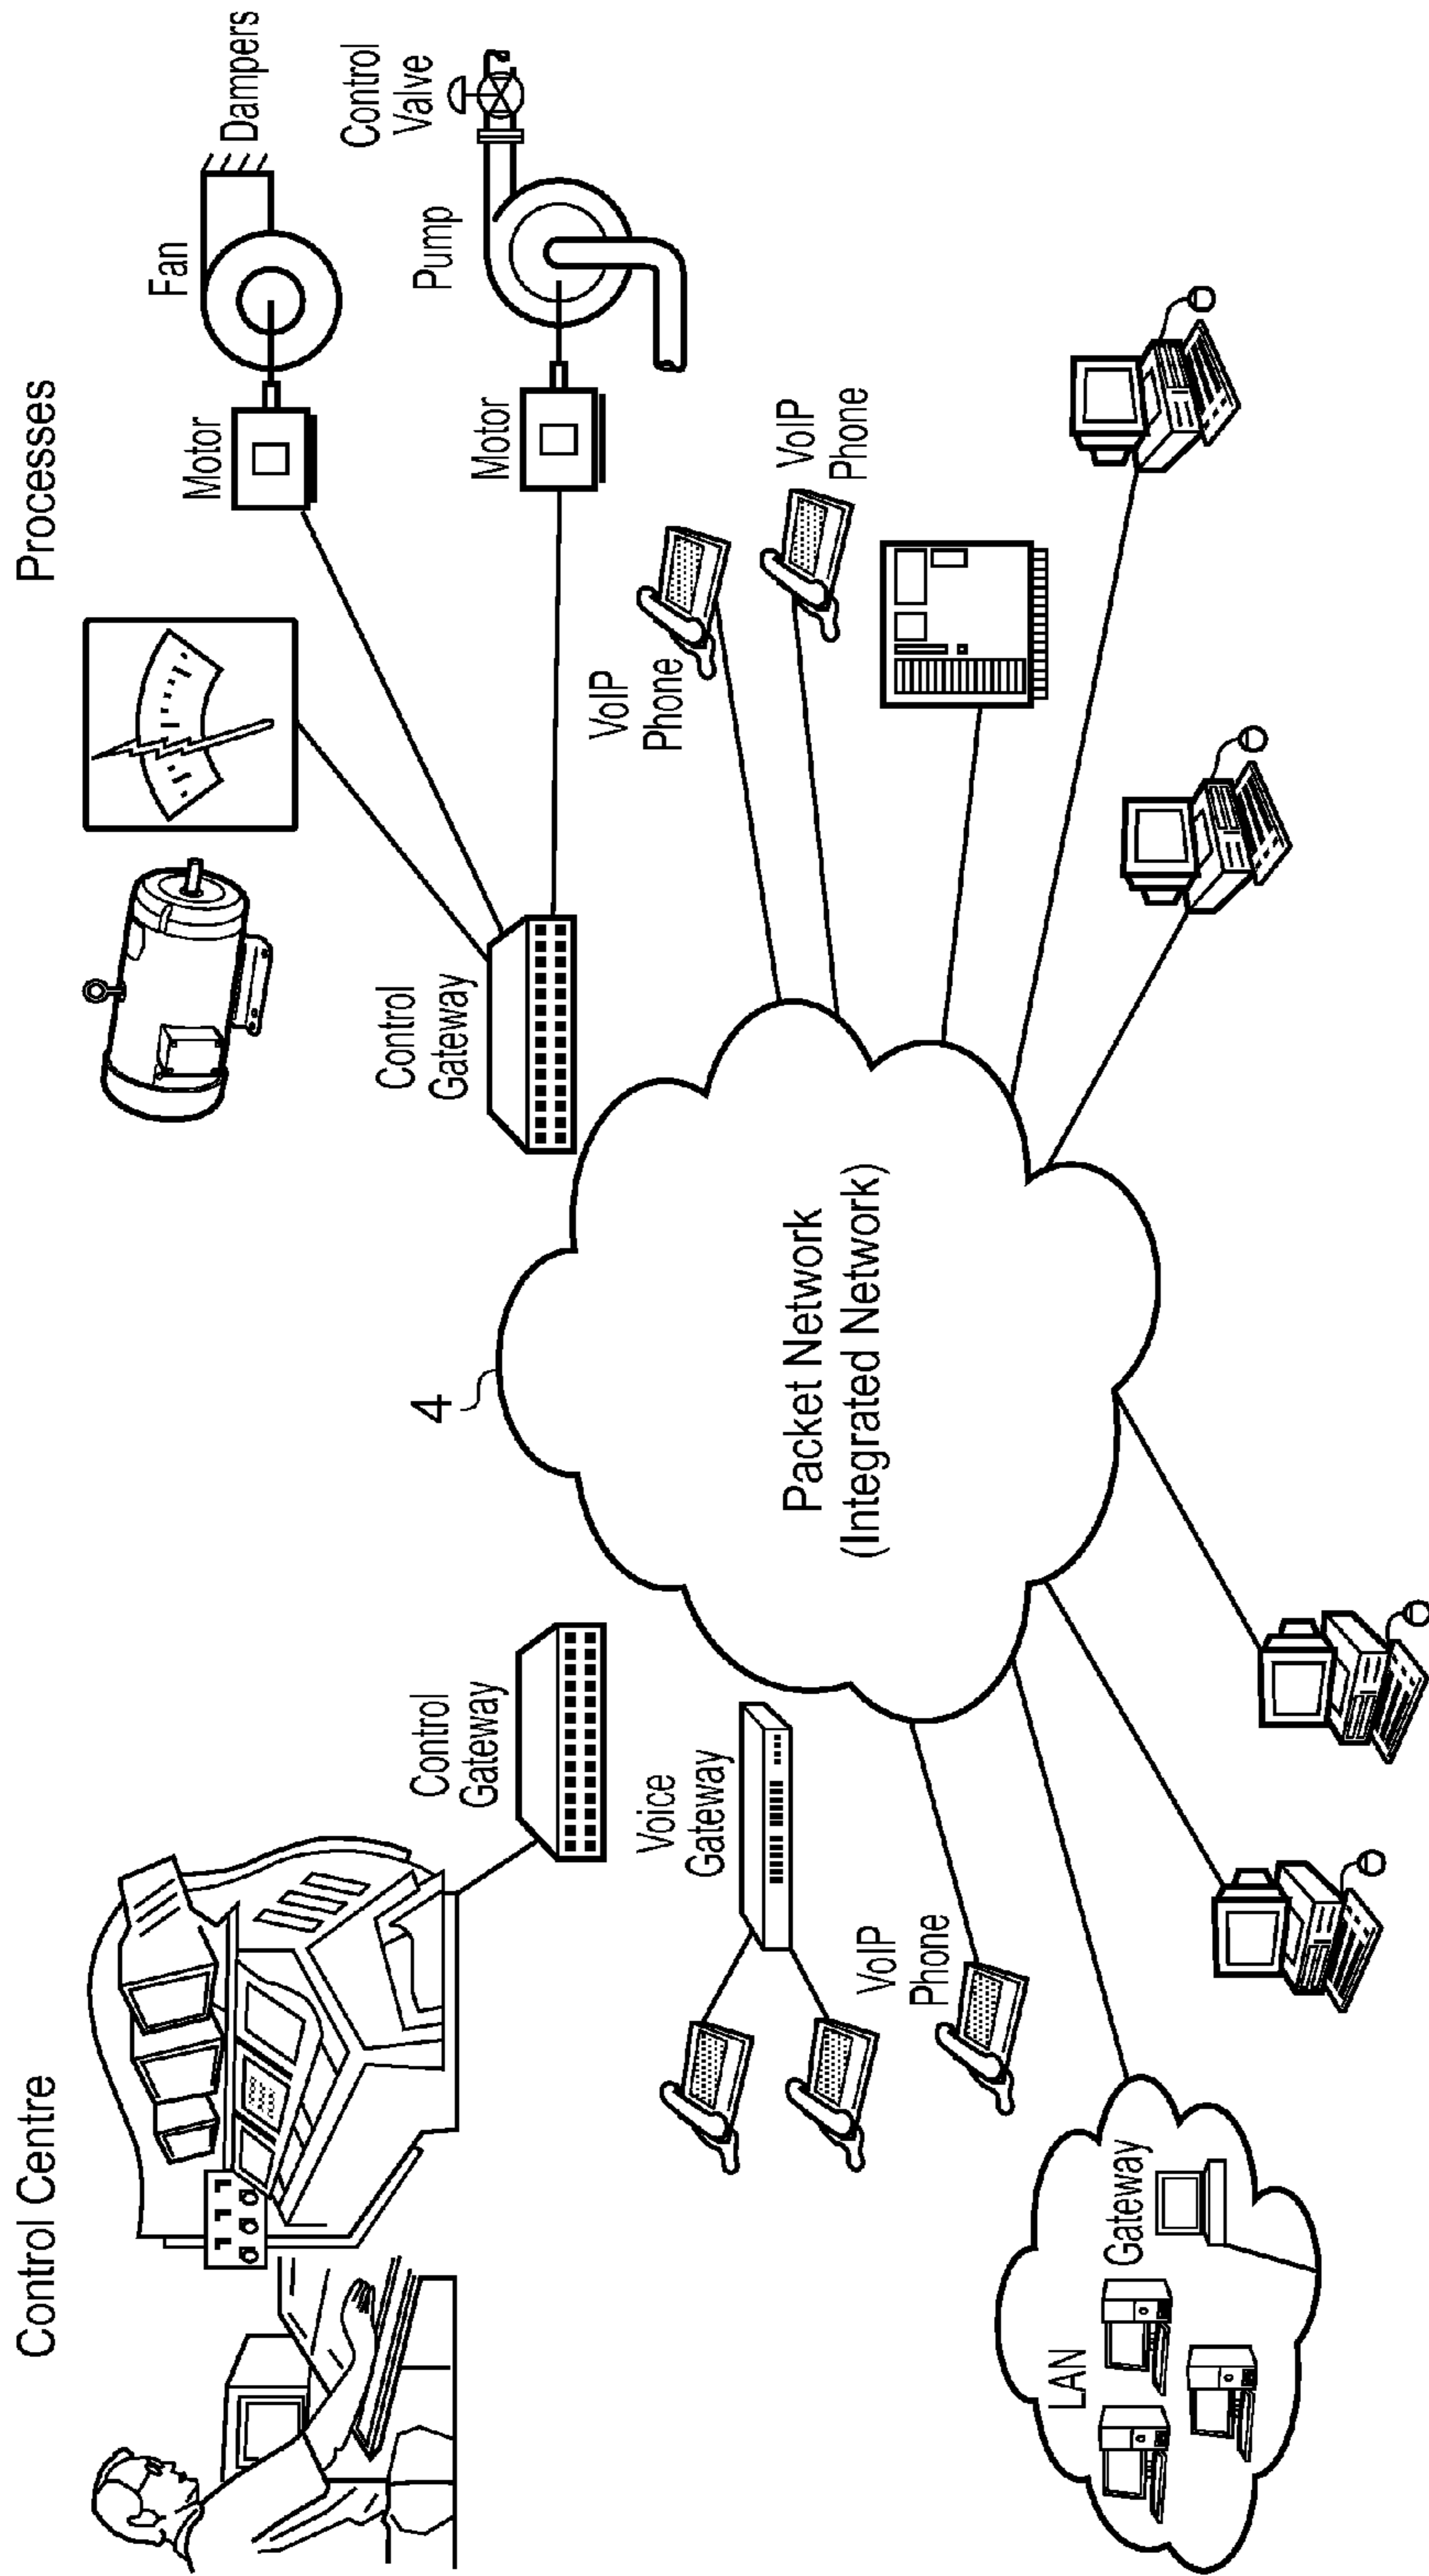 Control Centre
Processes
Fan
Dampers
Motor
Control
Valve
Pump
Motor
Control
Gateway
Control
Gateway
4
VoIP
Phone
VoIP
Phone
Voice
Gateway
Packet Network
(Integrated Network)
VoIP
Phone
LAN
Gateway